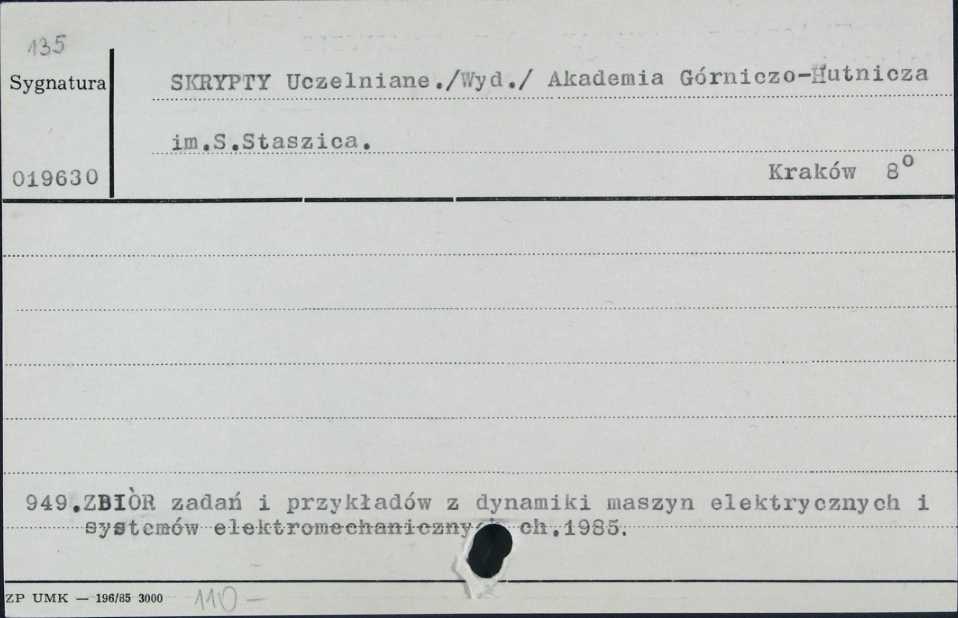 135
Sygnatura
SKRYPTY Uczelniane./Wyd./ Akademia Górniczo-Hutnicza
im.S.Staszica.
019630
Kraków 8°
949.ZBIÒR zadań i przykładów z dynamiki maszyn elektrycznych i
systemów elektromechanicznych ch.1985.
ZP UMK — 196/85 3000
110 —